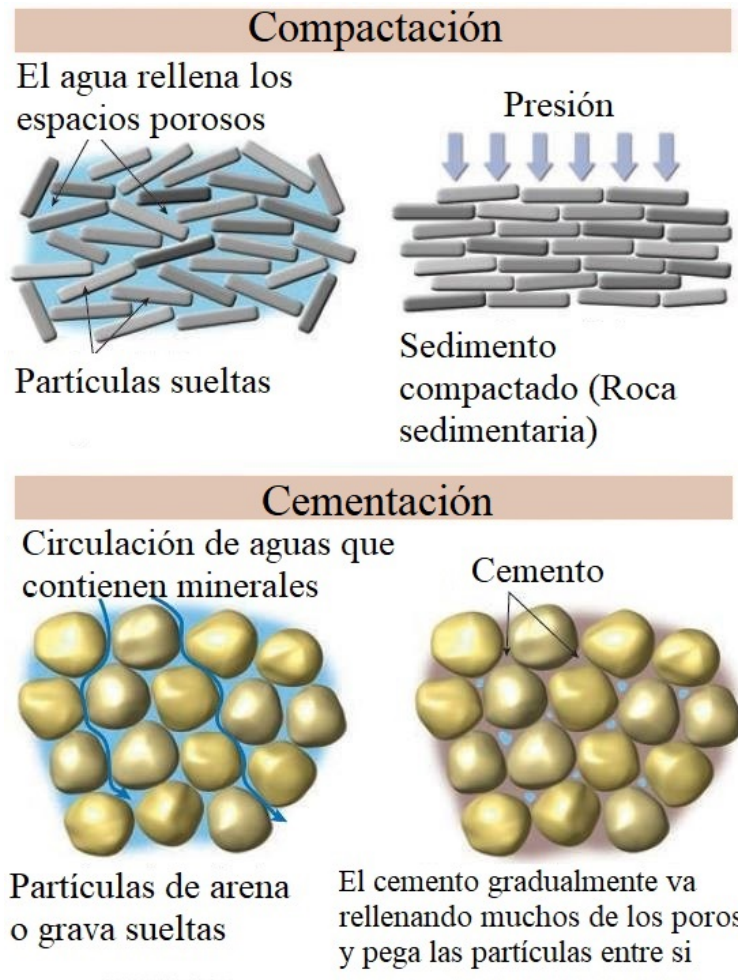 Compactación
El agua rellena los
espacios porosos
Presión
Partículas sueltas
Sedimento
compactado (Roca
sedimentaria)
Cementación
Circulación de aguas que
contienen minerales
Cemento
Partículas de arena
o grava sueltas
El cemento gradualmente va
rellenando muchos de los poros
y pega las partículas entre si